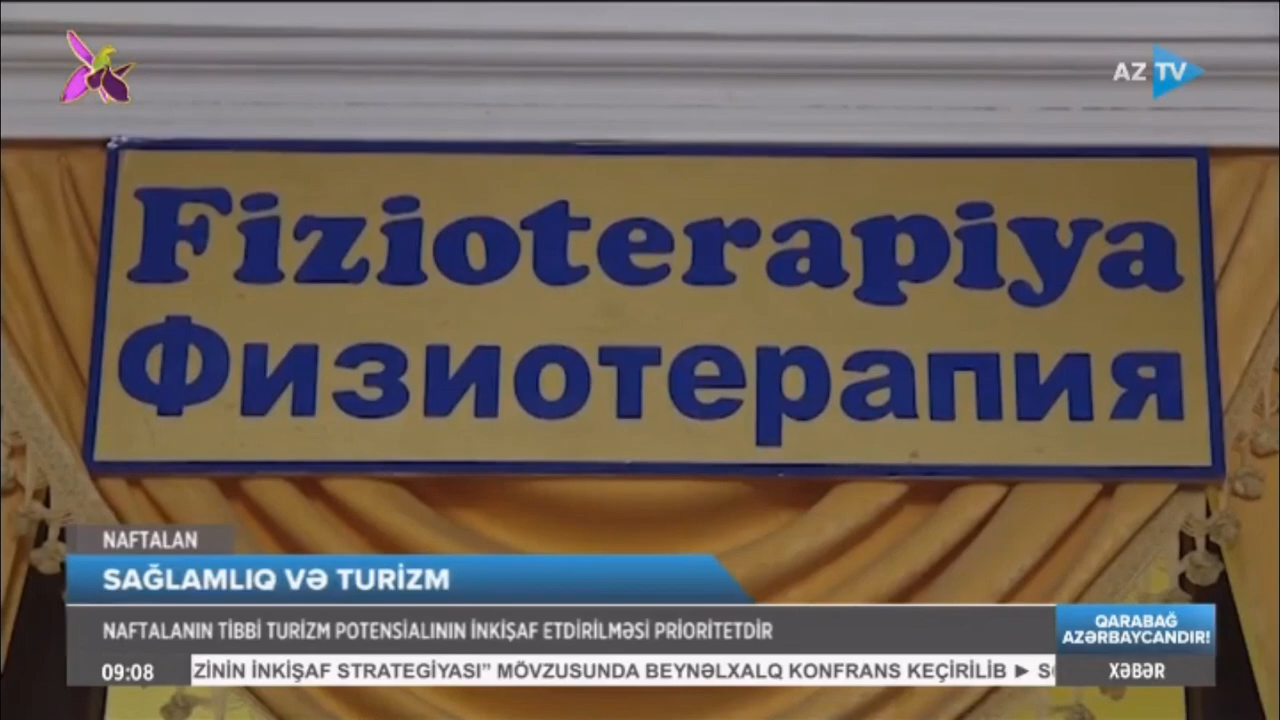 AZ TV
Fizioterapiya
Физиотерапия
NAFTALAN
SAĞLAMLIQ VƏ TURİZM
NAFTALANIN TİBBİ TURİZM POTENSİALININ İNKİŞAF ETDİRİLMƏSİ PRİORİTETDİR
QARABAĞ
AZƏRBAYCANDIR!
09:08
ZİNİN İNKİŞAF STRATEGİYASI” MÖVZUSUNDA BEYNƏLXALQ KONFRANS KEÇİRİLİB ►
XƏBƏR